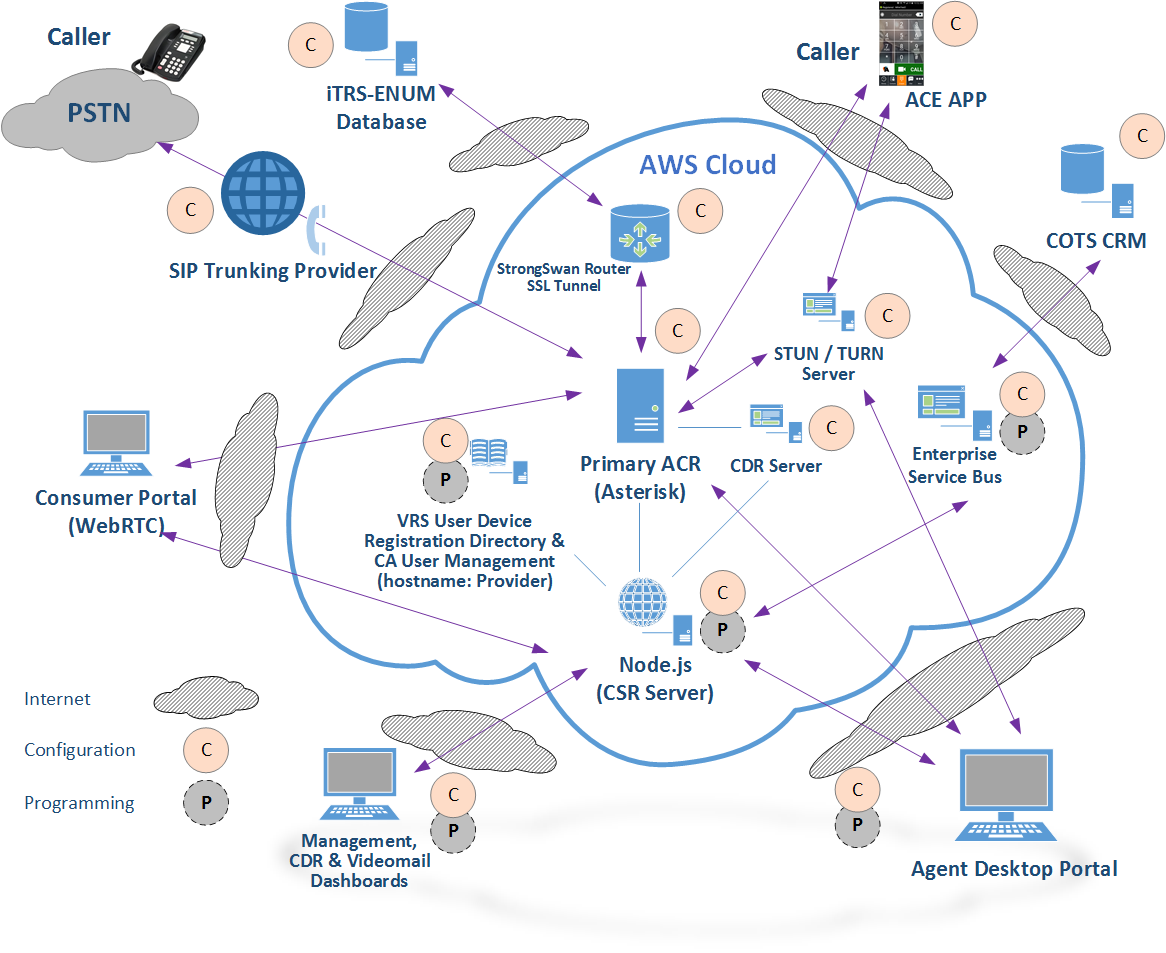 Caller
PSTN
C
iTRS-ENUM
Database
Caller
C
ACE APP
C
COTS CRM
C
SIP Trunking Provider
AWS Cloud
C
StrongSwan Router
SSL Tunnel
C
C
STUN / TURN
Server
C
P
Enterprise
Service Bus
Primary ACR
(Asterisk)
C
CDR Server
Consumer Portal
(WebRTC)
C
P
VRS User Device
Registration Directory &
CA User Management
(hostname: Provider)
C
P
Node.js
(CSR Server)
Internet
Configuration
C
Programming
P
C
P
Management,
CDR & Videomail
Dashboards
C
P
Agent Desktop Portal